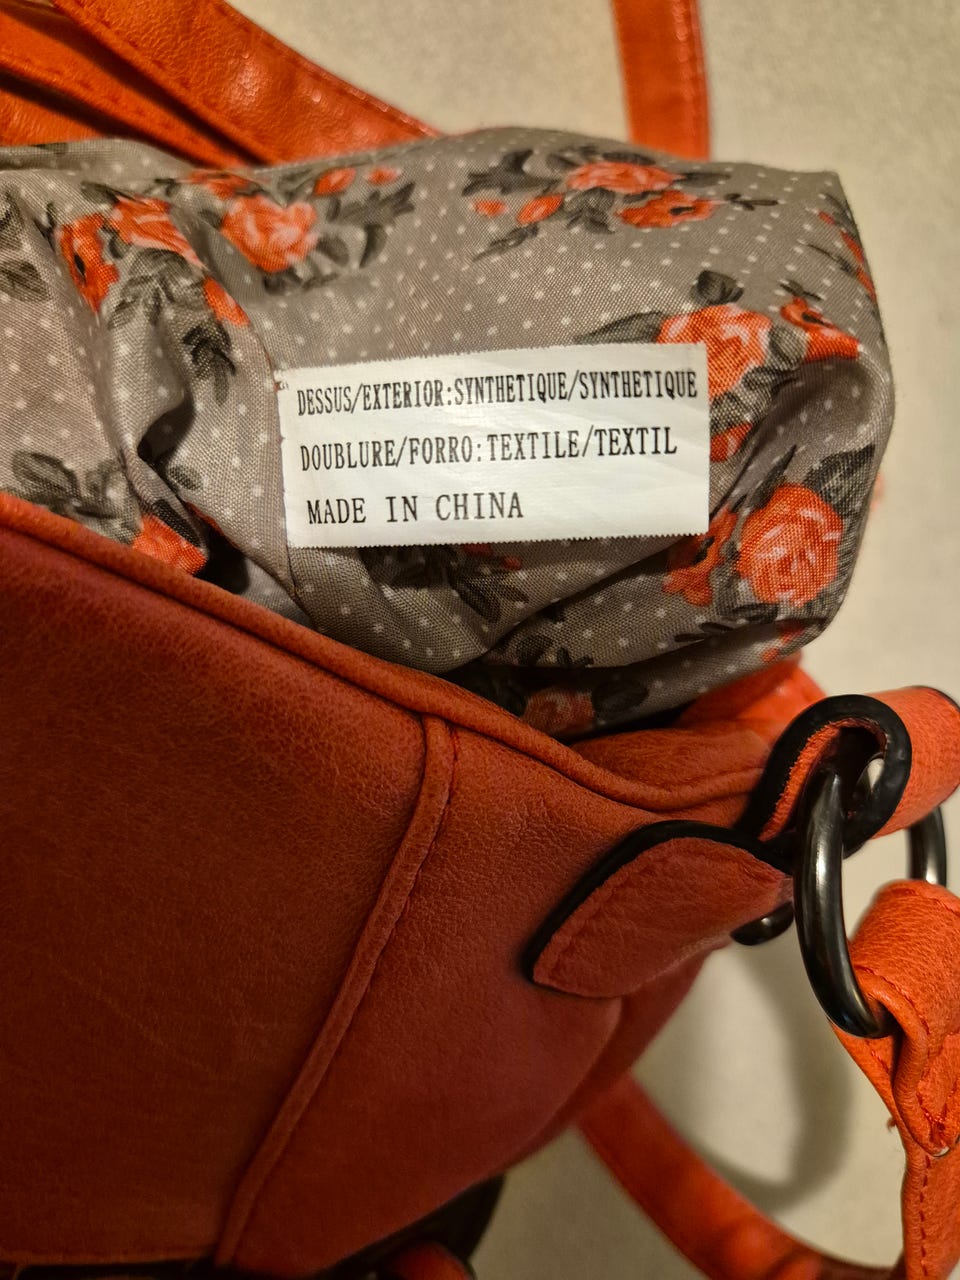 DESSUS/EXTERIOR:SYNTHETIQUE/SYNTHETIQUE
DOUBLURE/FORRO:TEXTILE/TEXTIL
MADE IN CHINA